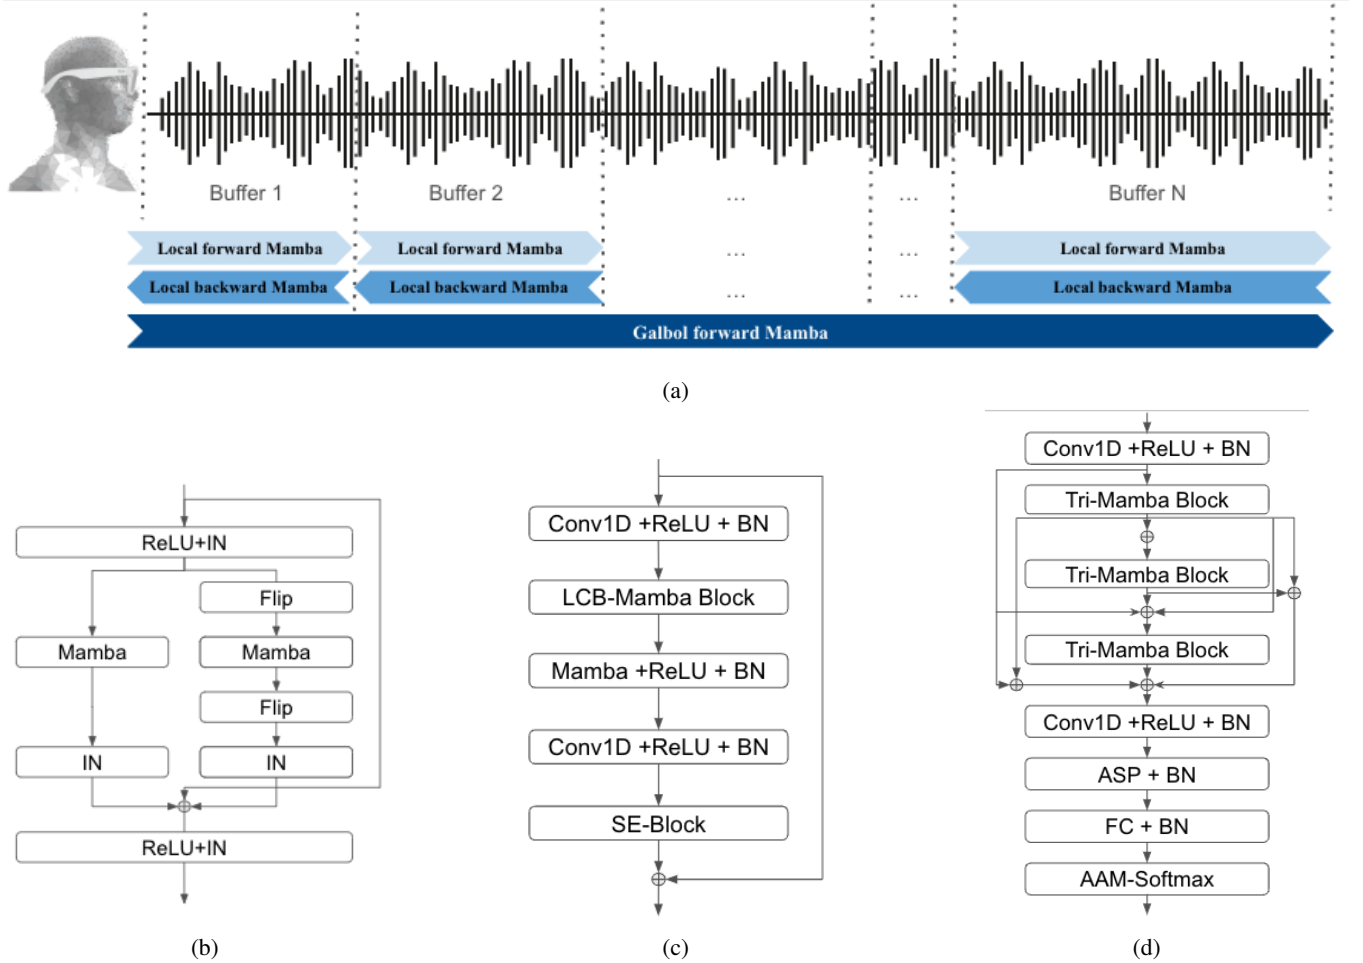 Buffer 1
Buffer 2
...
...
Buffer N
Local forward Mamba
Local forward Mamba
...
...
Local forward Mamba
Local backward Mamba
Local backward Mamba
...
...
Local backward Mamba
Galbol forward Mamba
(a)
ReLU+IN
Flip
Mamba
Mamba
Flip
IN
IN
ReLU+IN
(b)
Conv1D +ReLU + BN
LCB-Mamba Block
Mamba +ReLU + BN
Conv1D +ReLU + BN
SE-Block
(c)
Conv1D +ReLU + BN
Tri-Mamba Block
Tri-Mamba Block
Tri-Mamba Block
Conv1D +ReLU + BN
ASP + BN
FC + BN
AAM-Softmax
(d)